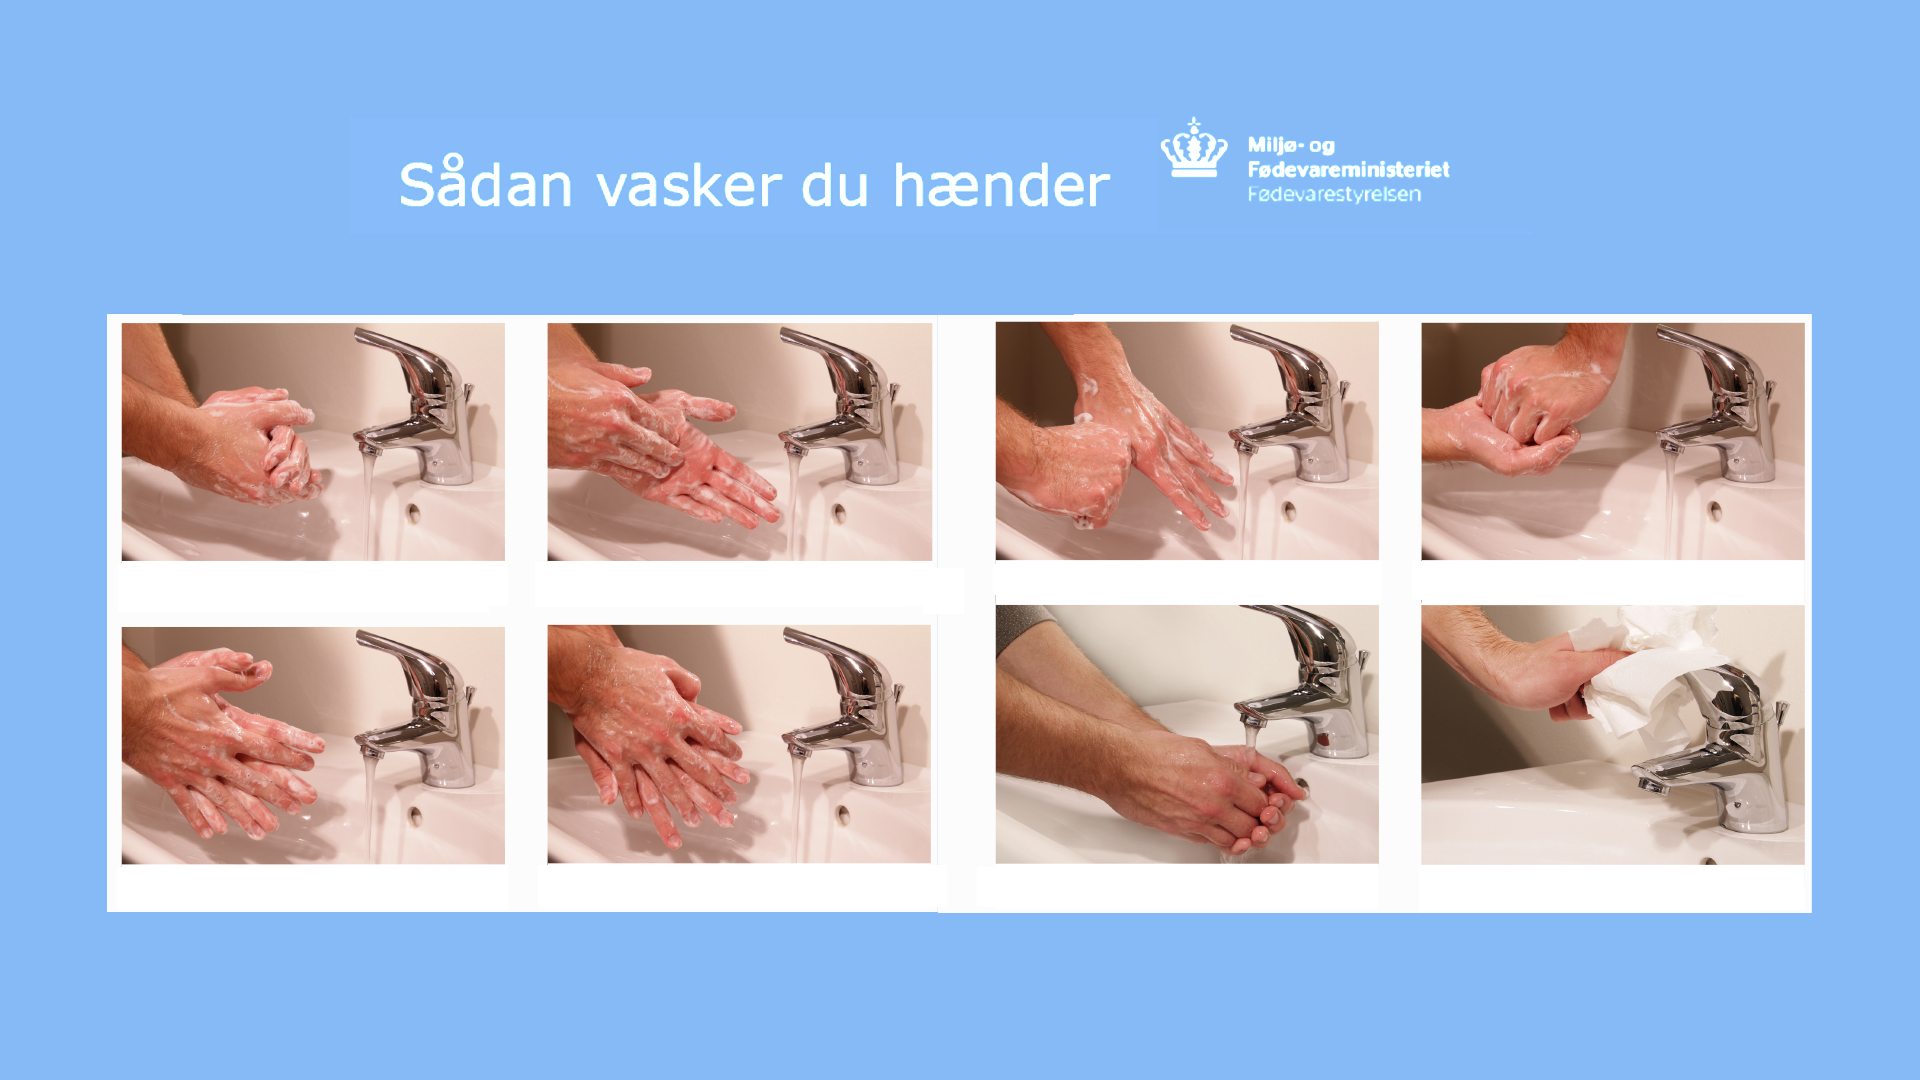 Sådan vasker du hænder
Miljø- og
Fødevareministeriet
Fødevarestyrelsen